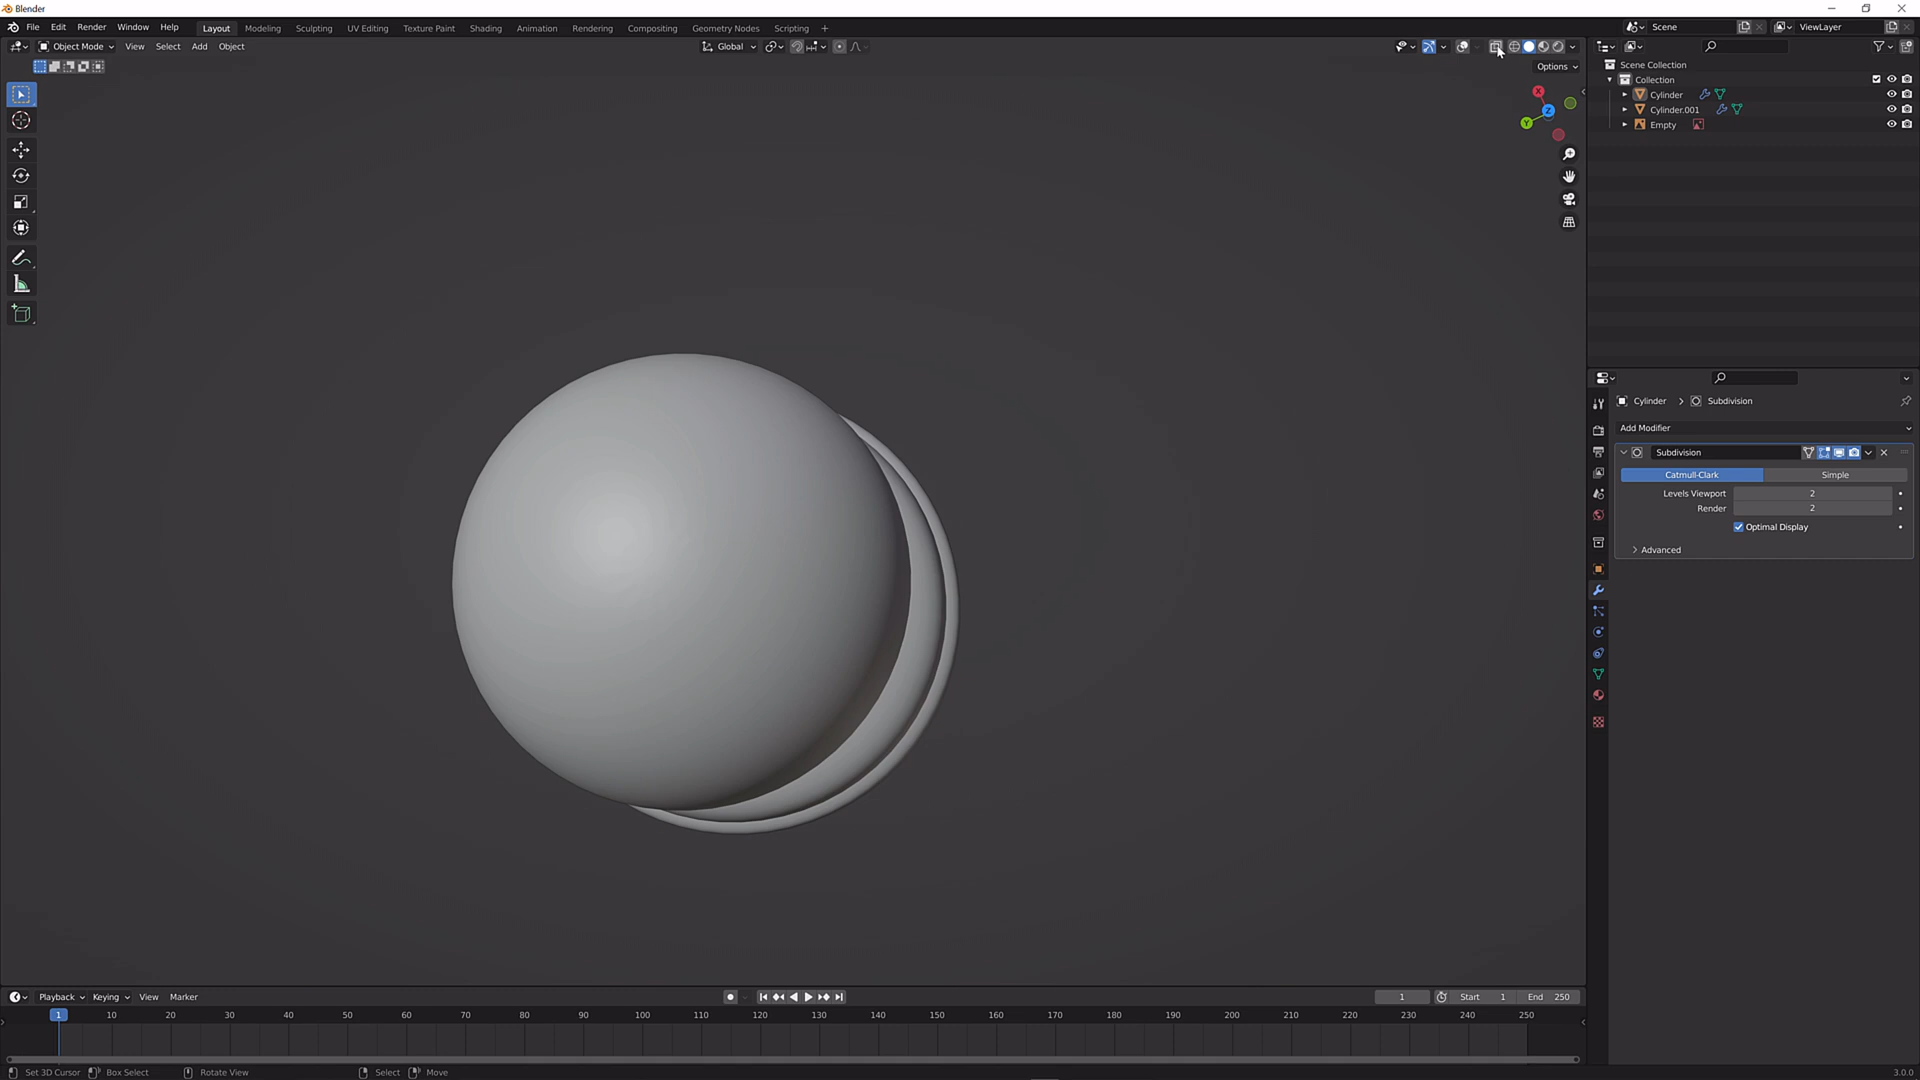 Blender
File Edit Render Window Help Layout Modeling Sculpting UV Editing Texture Paint Shading Animation Rendering Compositing Geometry Nodes Scripting + Scene ViewLayer
Object Mode View Select Add Object Global
Options
X
Y
Z
Scene Collection
Collection
Cylinder
Cylinder.001
Empty
Cylinder > Subdivision
Add Modifier
Subdivision
Catmull-Clark Simple
Levels Viewport 2
Render 2
Optimal Display
Advanced
Playback Keying View Marker 1 Start 1 End 250
1 10 20 30 40 50 60 70 80 90 100 110 120 130 140 150 160 170 180 190 200 210 220 230 240 250
Set 3D Cursor Box Select Rotate View Select Move 3.0.0